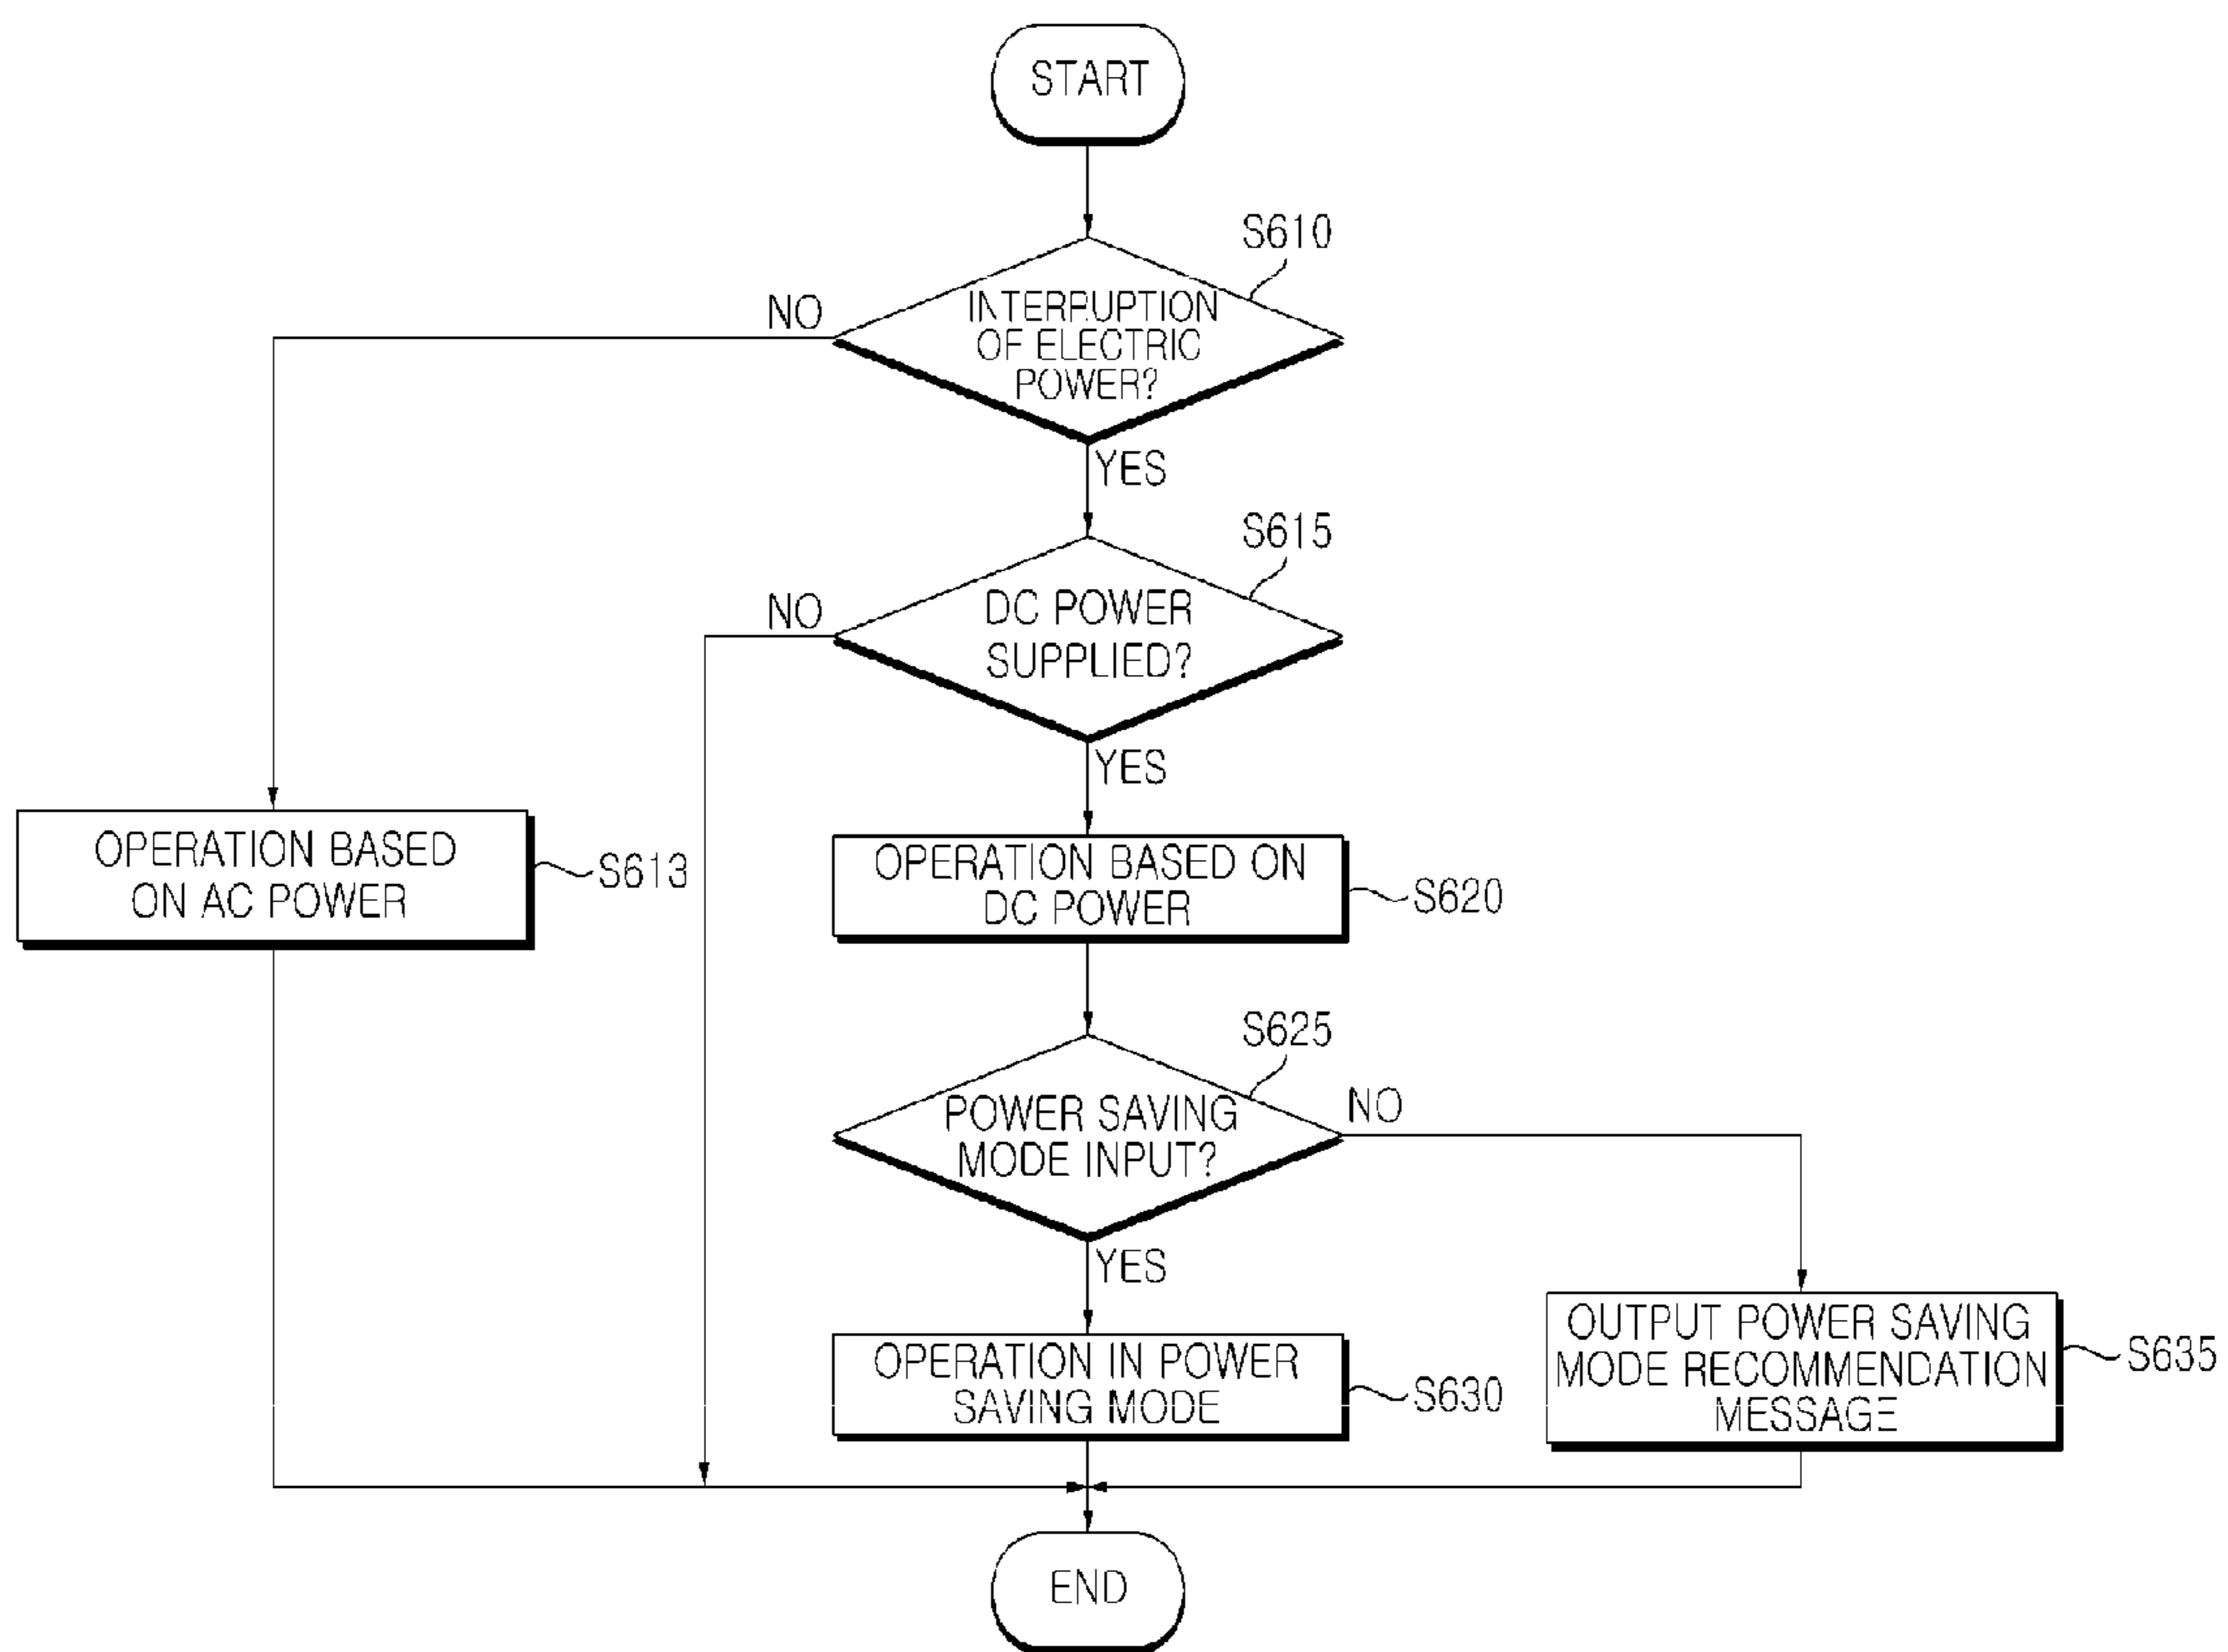 START
S610
NO
INTERRUPTION
OF ELECTRIC
POWER?
YES
S615
NO
DC POWER
SUPPLIED?
YES
OPERATION BASED
ON AC POWER
S613
OPERATION BASED ON
DC POWER
S620
S625
POWER SAVING
MODE INPUT?
NO
YES
OPERATION IN POWER
SAVING MODE
S630
OUTPUT POWER SAVING
MODE RECOMMENDATION
MESSAGE
S635
END